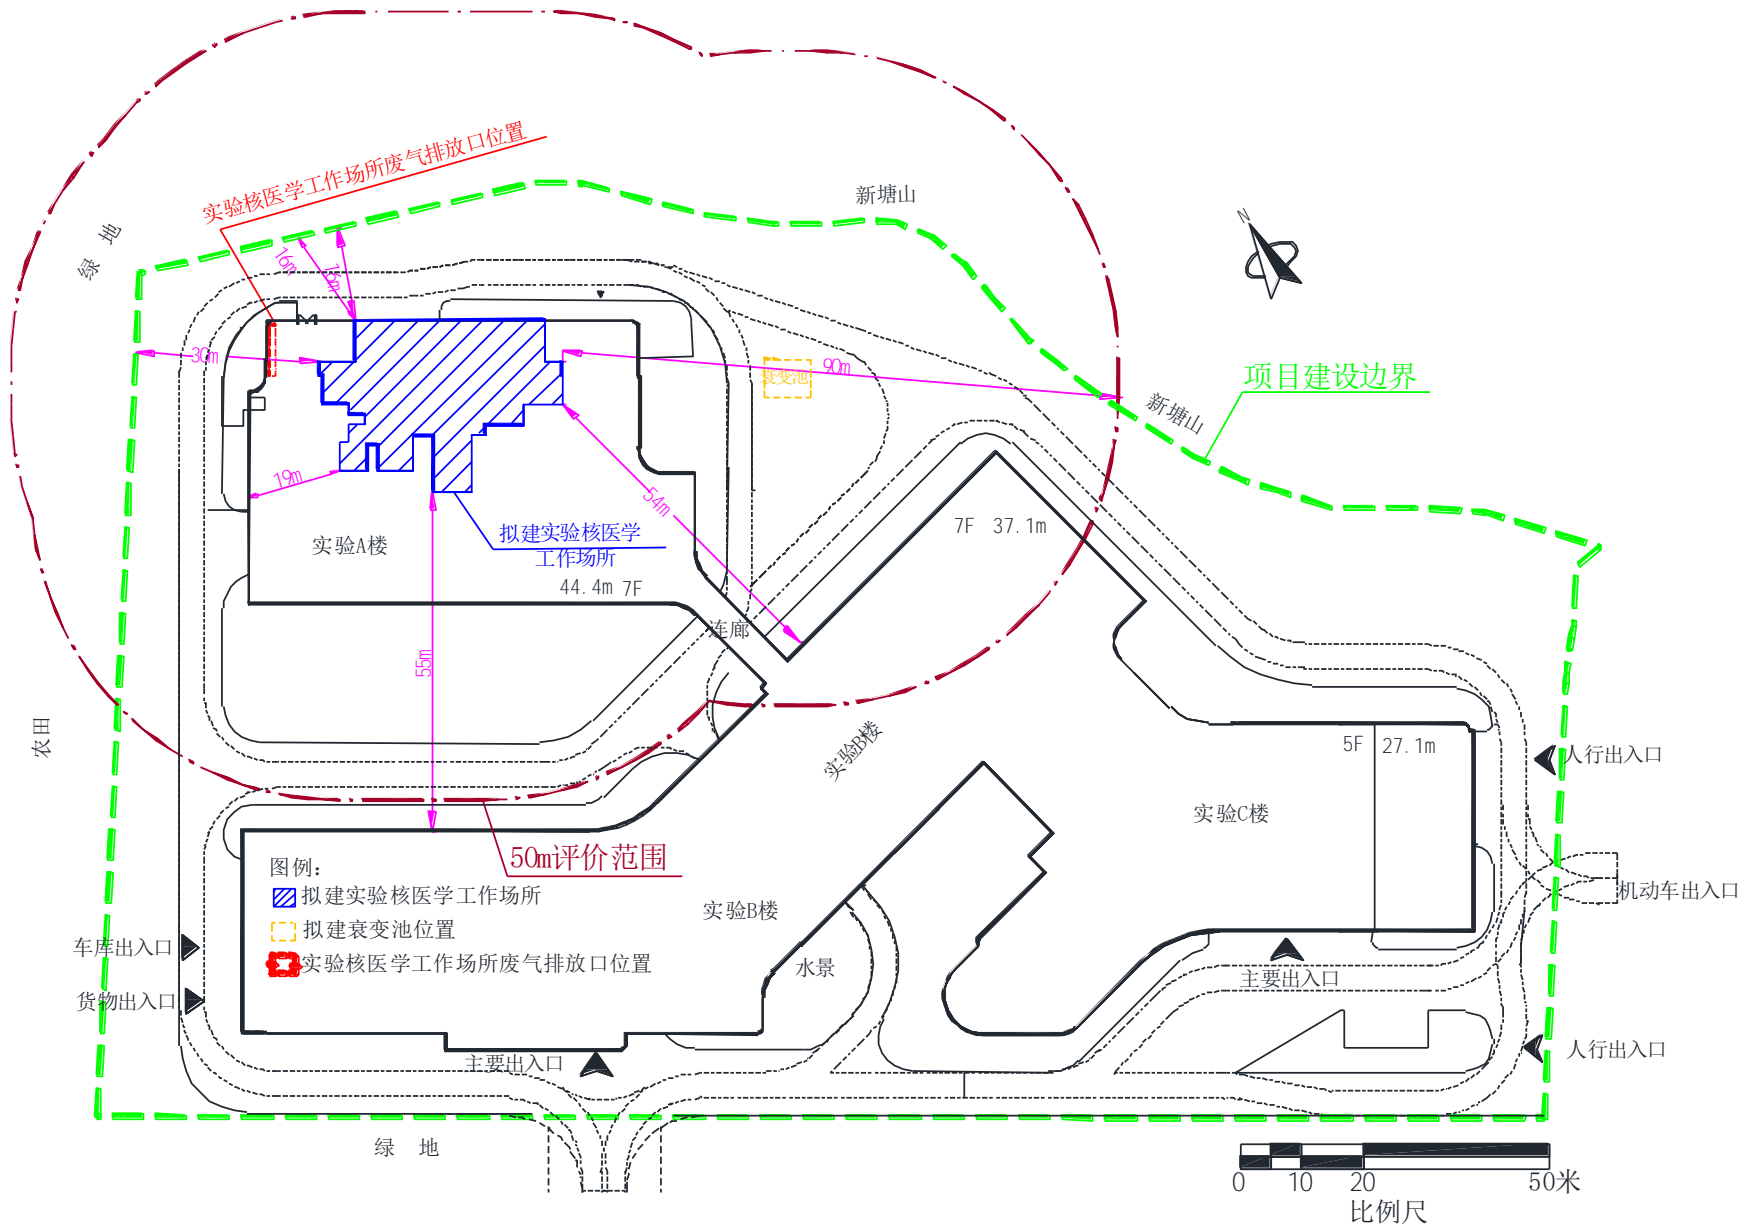 实验核医学工作场所废气排放口位置
新塘山
绿地
N
16m
16m
30m
衰变池
90m
项目建设边界
新塘山
19m
54m
7F 37.1m
拟建实验核医学
工作场所
实验A楼
44.4m 7F
连廊
55m
农田
实验B楼
5F 27.1m
人行出入口
实验C楼
50m评价范围
图例:
拟建实验核医学工作场所
拟建衰变池位置
实验核医学工作场所废气排放口位置
机动车出入口
实验B楼
车库出入口
水景
主要出入口
货物出入口
主要出入口
人行出入口
绿 地
0 10 20 50米
比例尺